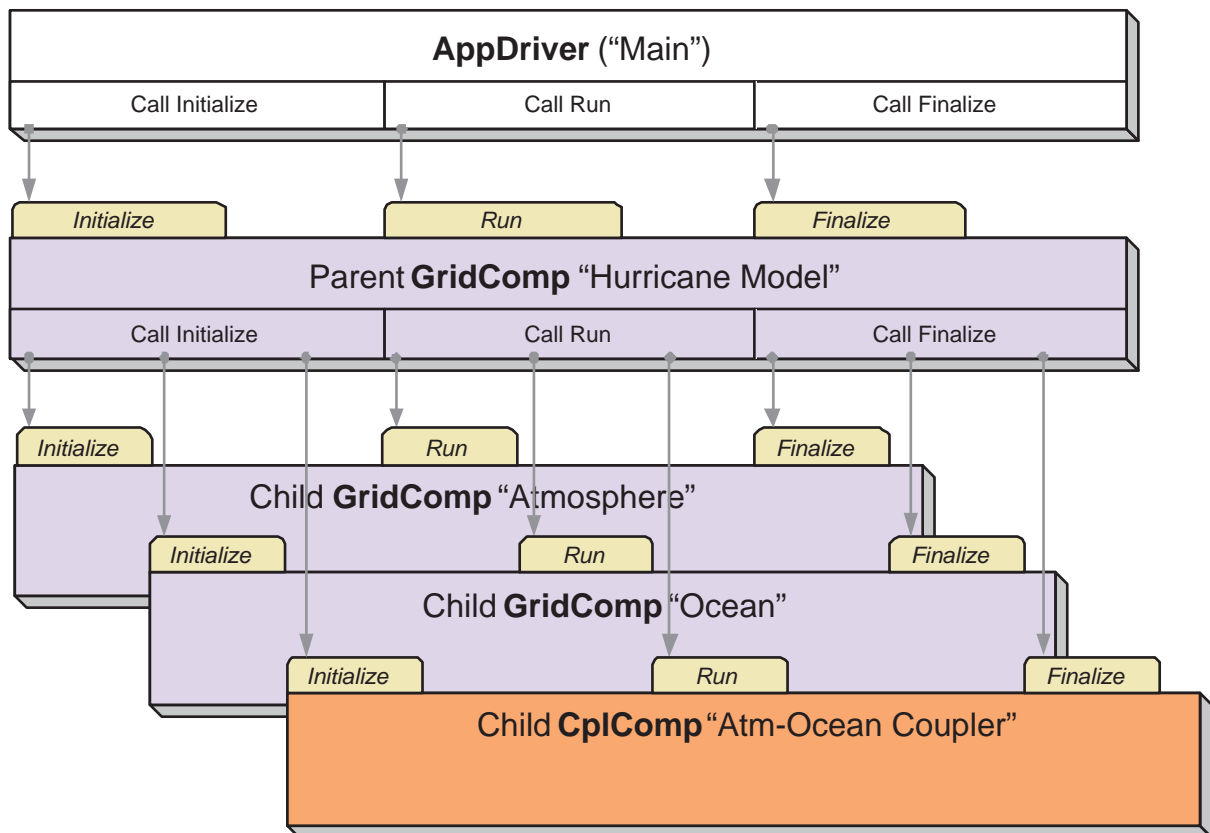 AppDriver (“Main”)
Call Initialize
Call Run
Call Finalize
Initialize
Run
Finalize
Parent GridComp “Hurricane Model”
Call Initialize
Call Run
Call Finalize
Initialize
Run
Finalize
Child GridComp “Atmosphere”
Initialize
Run
Finalize
Child GridComp “Ocean”
Initialize
Run
Finalize
Child CplComp “Atm-Ocean Coupler”